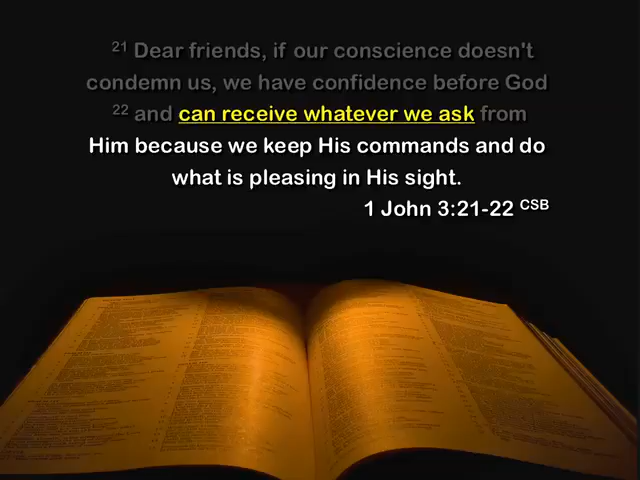 21 Dear friends, if our conscience doesn't
condemn us, we have confidence before God
22 and can receive whatever we ask from
Him because we keep His commands and do
what is pleasing in His sight.
1 John 3:21-22 CSB